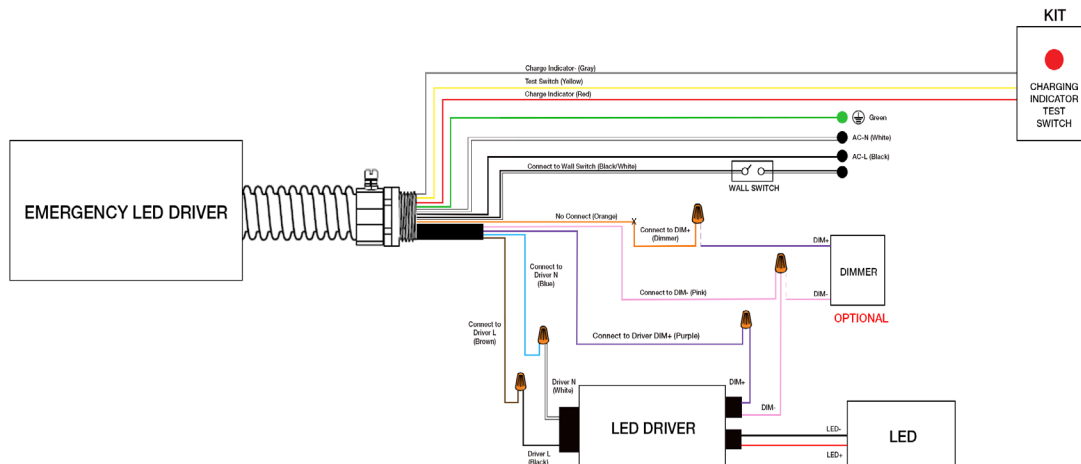 KIT
Charge Indicator- (Gray)
Test Switch (Yellow)
Charge Indicator (Red)
CHARGING
INDICATOR
TEST
SWITCH
Green
AC-N (White)
AC-L (Black)
Connect to Wall Switch (Black/White)
WALL SWITCH
EMERGENCY LED DRIVER
No Connect (Orange)
X
Connect to DIM+
(Dimmer)
DIM+
DIMMER
DIM-
OPTIONAL
Connect to
Driver N
(Blue)
Connect to DIM- (Pink)
Connect to
Driver L
(Brown)
Connect to Driver DIM+ (Purple)
Driver N
(White)
DIM+
DIM-
LED DRIVER
LED-
LED+
LED
Driver L
(Black)